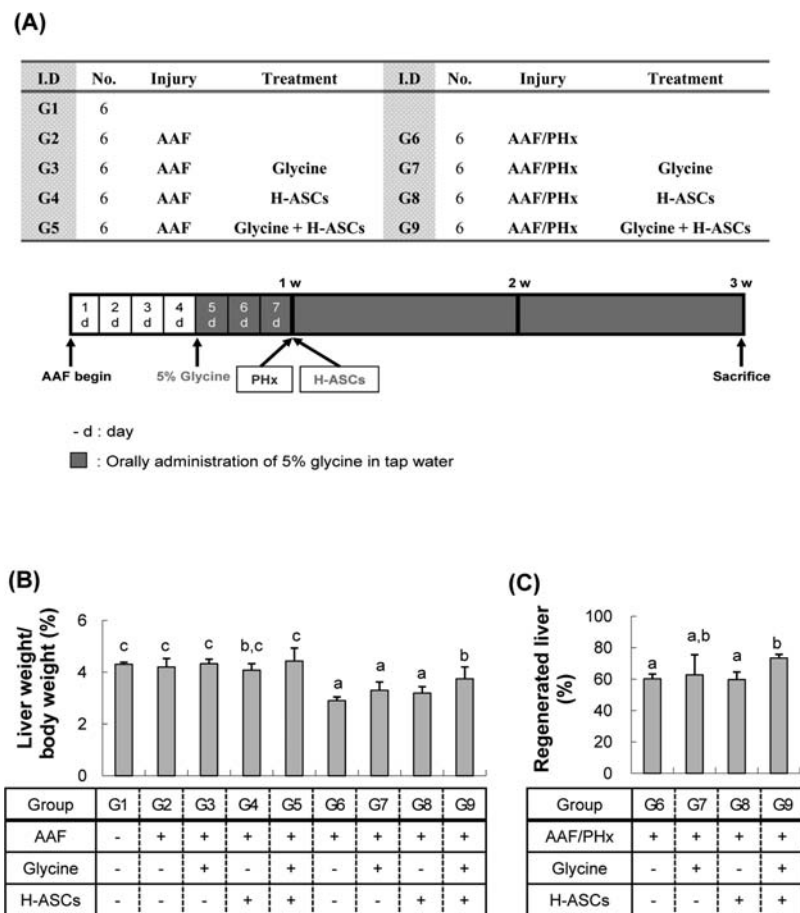 (A)
I.D No. Injury Treatment I.D No. Injury Treatment
G1 6
G2 6 AAF G6 6 AAF/PHx
G3 6 AAF Glycine G7 6 AAF/PHx Glycine
G4 6 AAF H-ASCs G8 6 AAF/PHx H-ASCs
G5 6 AAF Glycine + H-ASCs G9 6 AAF/PHx Glycine + H-ASCs
1 w 2 w 3 w
1 2 3 4 5 6 7
d d d d d d d
AAF begin 5% Glycine PHx H-ASCs Sacrifice
- d : day
: Orally administration of 5% glycine in tap water
(B)
Liver weight/
body weight (%)
6
4
2
0
c c c b,c c a a a b
Group G1 G2 G3 G4 G5 G6 G7 G8 G9
AAF - + + + + + + + +
Glycine - - + - + - + - +
H-ASCs - - - + + - - + +
(C)
Regenerated liver
(%)
100
80
60
40
20
0
a a,b a b
Group G6 G7 G8 G9
AAF/PHx + + + +
Glycine - + - +
H-ASCs - - + +